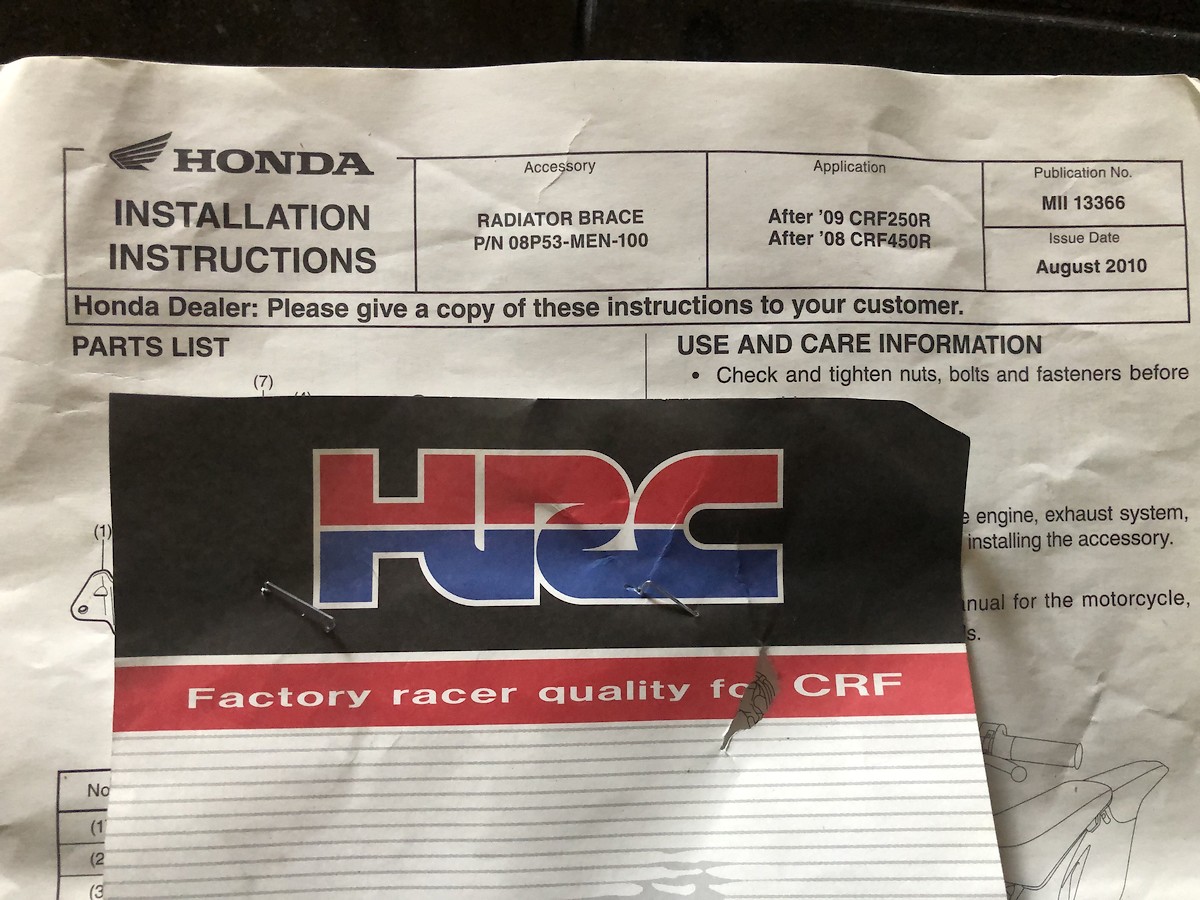 HONDA
INSTALLATION
INSTRUCTIONS
Accessory
RADIATOR BRACE
P/N 08P53-MEN-100
Application
After ’09 CRF250R
After ’08 CRF450R
Publication No.
MII 13366
Issue Date
August 2010
Honda Dealer: Please give a copy of these instructions to your customer.
PARTS LIST
(7)
(1)
USE AND CARE INFORMATION
• Check and tighten nuts, bolts and fasteners before
engine, exhaust system,
installing the accessory.
for the motorcycle,
HRC
Factory racer quality for CRF
No
(1
(2
(3